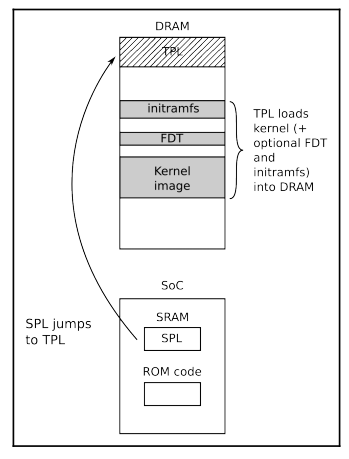 DRAM
TPL
initramfs
FDT
Kernel
image
TPL loads
kernel (+
optional FDT
and
initramfs)
into DRAM
SoC
SRAM
SPL
ROM code
SPL jumps
to TPL